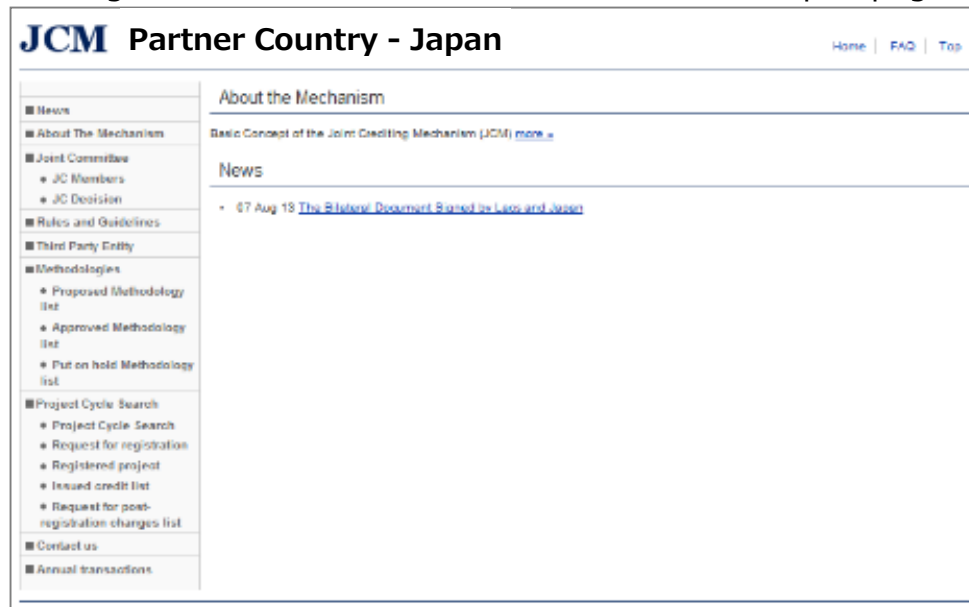 JCM Partner Country - Japan
Home | FAQ | Top
About the Mechanism
Basic Concept of the Joint Crediting Mechanism (JCM) more »
News
07 Aug 13 The Bilateral Document Signed by Laos and Japan
News
About The Mechanism
Joint Committee
JC Members
JC Decision
Rules and Guidelines
Third Party Entity
Methodologies
Proposed Methodology
list
Approved Methodology
list
Put on hold Methodology
list
Project Cycle Search
Project Cycle Search
Request for registration
Registered project
Issued credit list
Request for post-
registration changes list
Contact us
Annual transactions